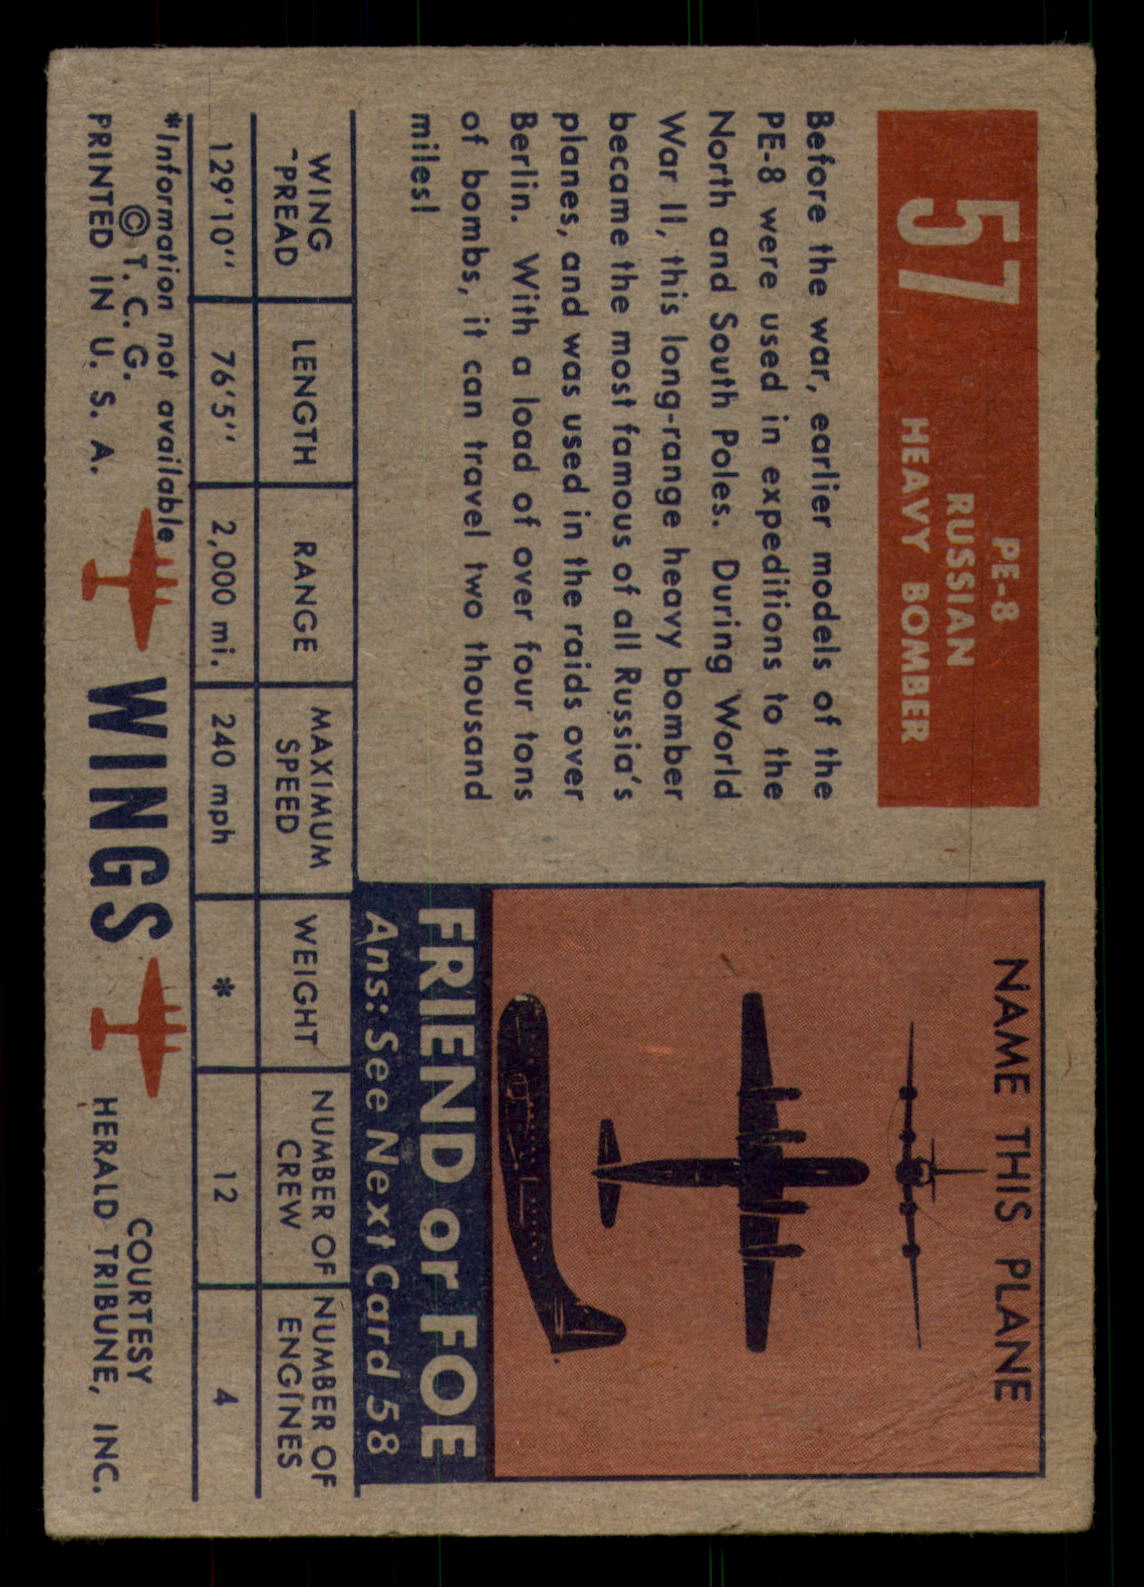 57
PE-8
RUSSIAN
HEAVY BOMBER
Before the war, earlier models of the
PE-8 were used in expeditions to the
North and South Poles. During World
War II, this long-range heavy bomber
became the most famous of all Russia's
planes, and was used in the raids over
Berlin. With a load of over four tons
of bombs, it can travel two thousand
miles!
NAME THIS PLANE
FRIEND or FOE
Ans: See Next Card 58
WING
-PREAD
LENGTH
RANGE
MAXIMUM
SPEED
WEIGHT
NUMBER OF
CREW
NUMBER OF
ENGINES
129'10''
76'5''
2,000 mi.
240 mph
*
12
4
*Information not available
© T. C. G.
PRINTED IN U. S. A.
WINGS
COURTESY
HERALD TRIBUNE, INC.